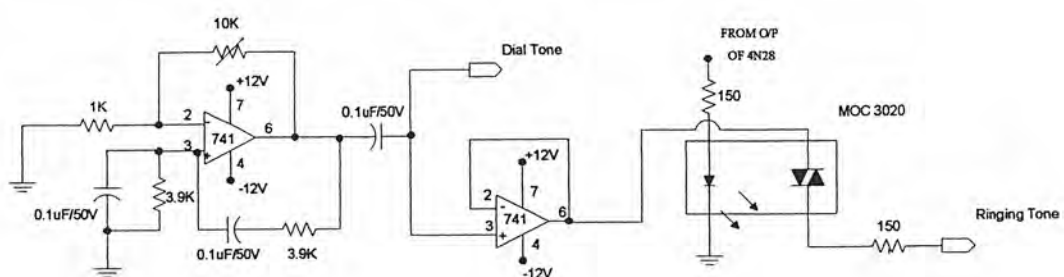 10K
1K
2
3
+12V
7
741
6
4
-12V
0.1uF/50V
3.9K
0.1uF/50V
3.9K
0.1uF/50V
Dial Tone
+12V
2
7
3
741
6
4
-12V
FROM O/P
OF 4N28
150
MOC 3020
150
Ringing Tone